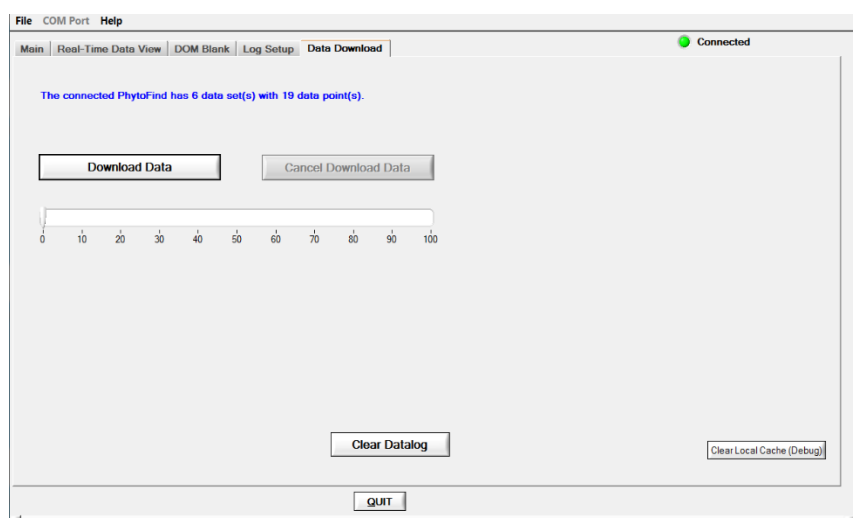 File COM Port Help
Main Real-Time Data View DOM Blank Log Setup Data Download
Connected
The connected PhytoFind has 6 data set(s) with 19 data point(s).
Download Data Cancel Download Data
0 10 20 30 40 50 60 70 80 90 100
Clear Datalog
Clear Local Cache (Debug)
QUIT